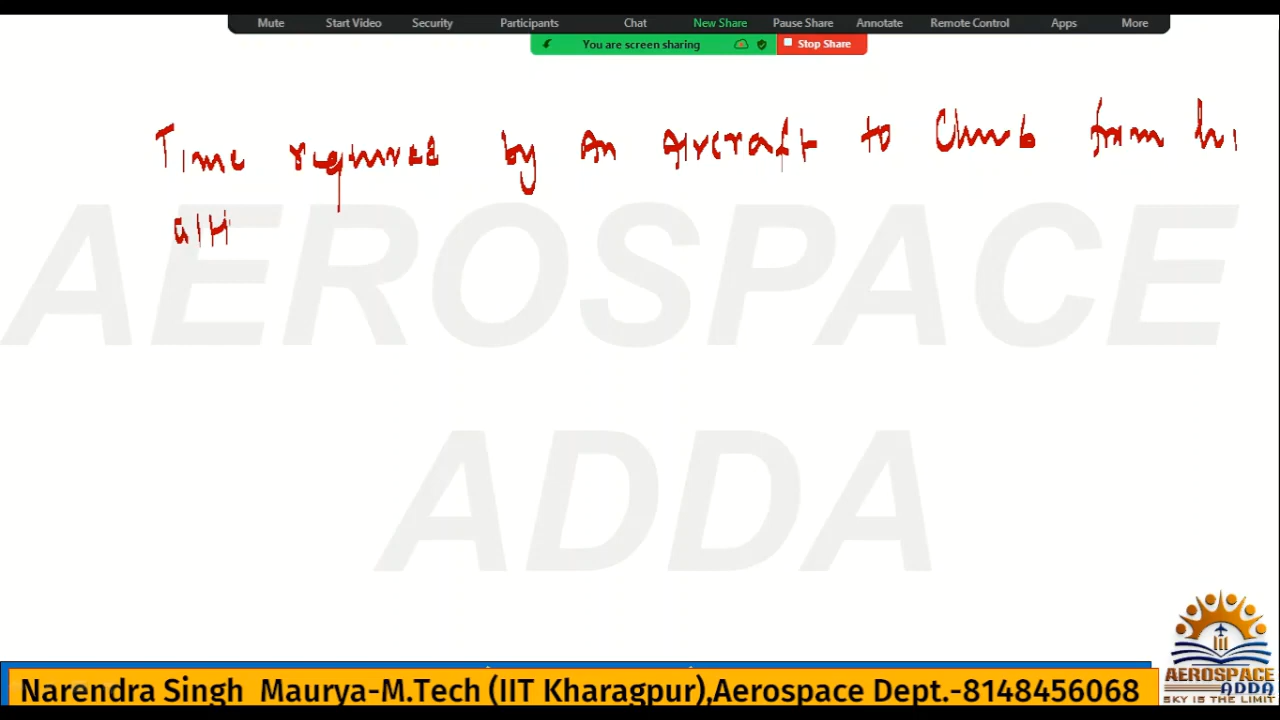 Mute Start Video Security Participants Chat New Share Pause Share Annotate Remote Control Apps More
You are screen sharing Stop Share
Time required by an aircraft to Climb from h1
alti
AEROSPACE
ADDA
AEROSPACE
ADDA
SKY IS THE LIMIT
Narendra Singh Maurya-M.Tech (IIT Kharagpur),Aerospace Dept.-8148456068